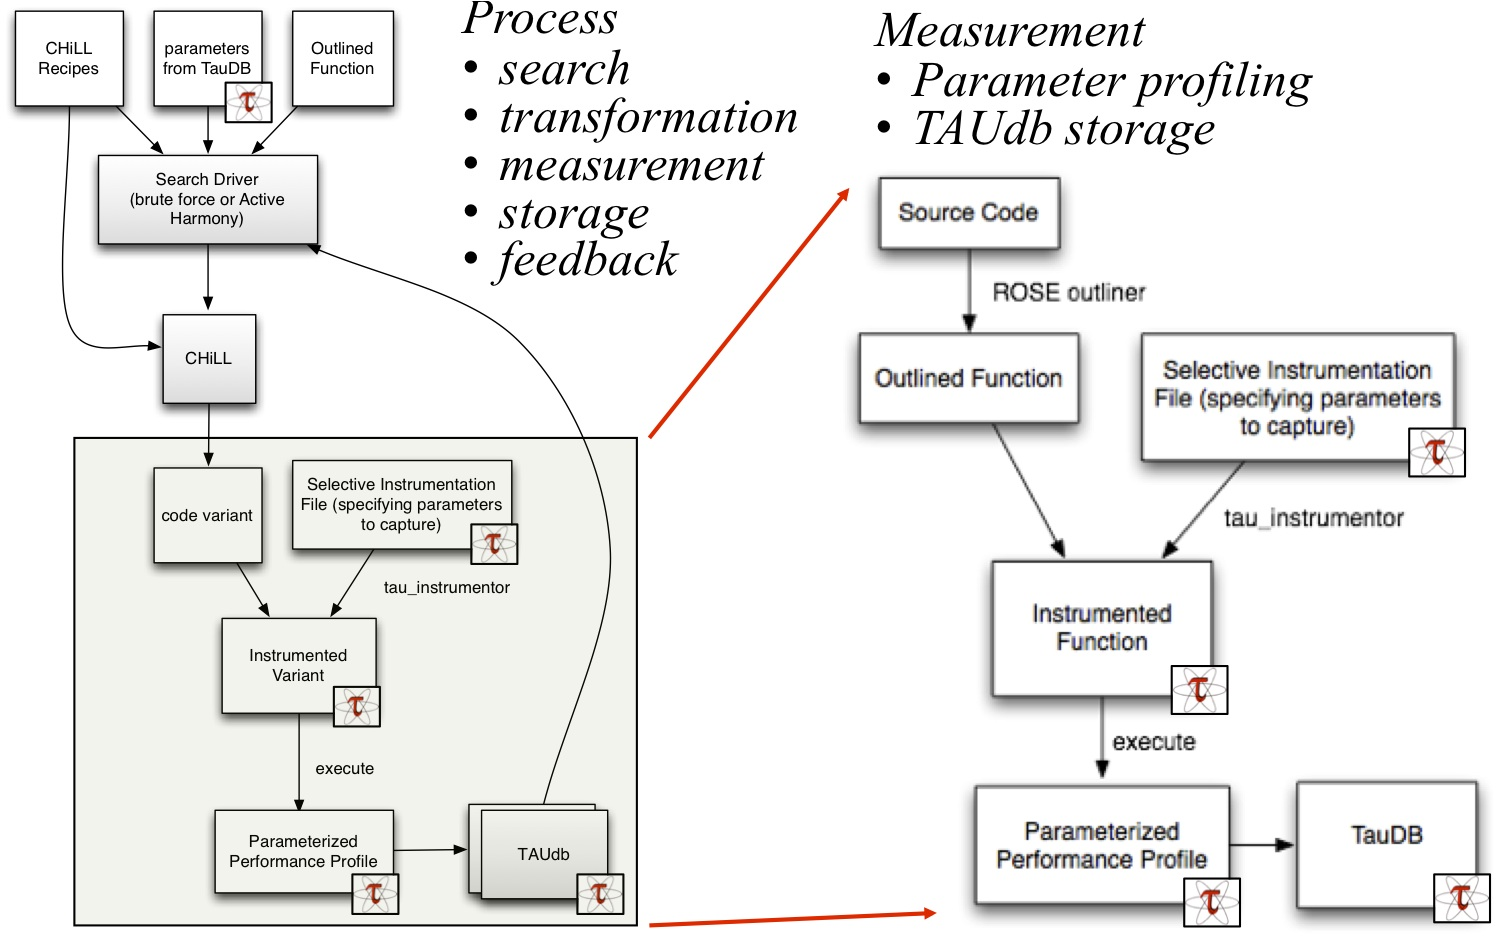 CHiLL
Recipes
parameters
from TauDB
τ
Outlined
Function
Search Driver
(brute force or Active
Harmony)
CHiLL
code variant
Selective Instrumentation
File (specifying parameters
to capture)
τ
tau_instrumentor
Instrumented
Variant
τ
execute
Parameterized
Performance Profile
τ
TAUdb
τ
Process
• search
• transformation
• measurement
• storage
• feedback
Measurement
• Parameter profiling
• TAUdb storage
Source Code
ROSE outliner
Outlined Function
Selective Instrumentation
File (specifying parameters
to capture)
τ
tau_instrumentor
Instrumented
Function
τ
execute
Parameterized
Performance Profile
τ
TauDB
τ